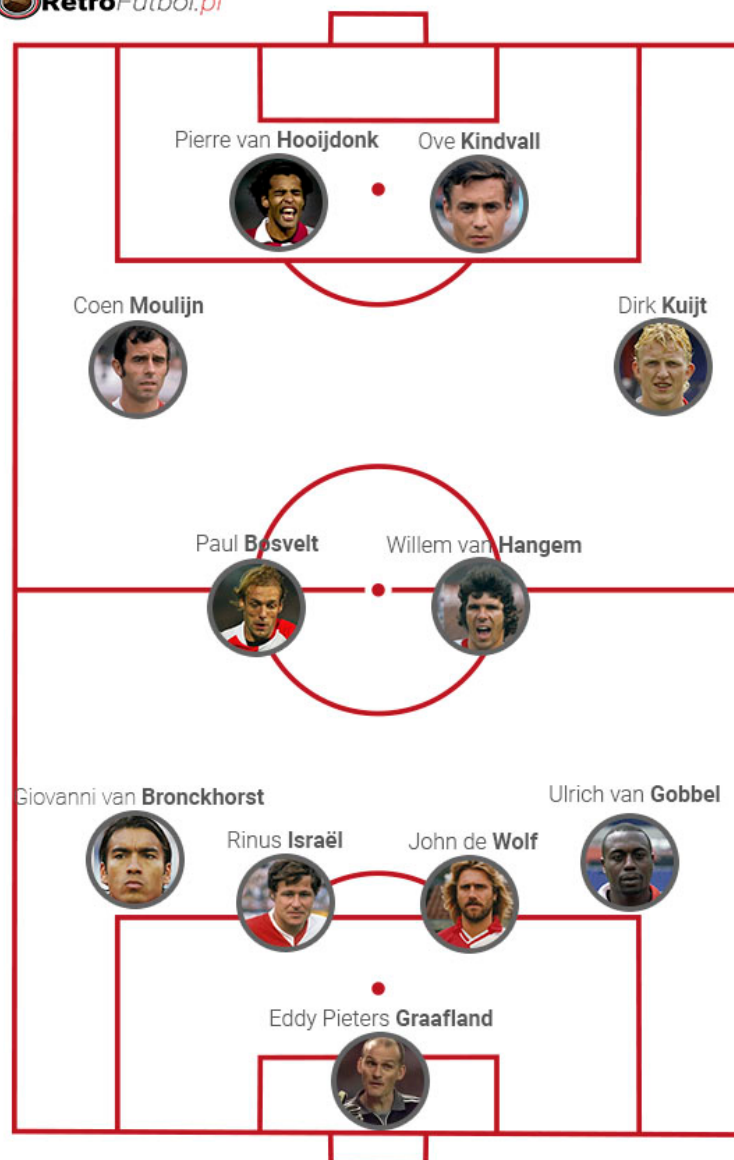 RetroFutbol.pl
Pierre van Hooijdonk
Ove Kindvall
Coen Moulijn
Dirk Kuijt
Paul Bosvelt
Willem van Hangem
Giovanni van Bronckhorst
Ulrich van Gobbel
Rinus Israël
John de Wolf
Eddy Pieters Graafland